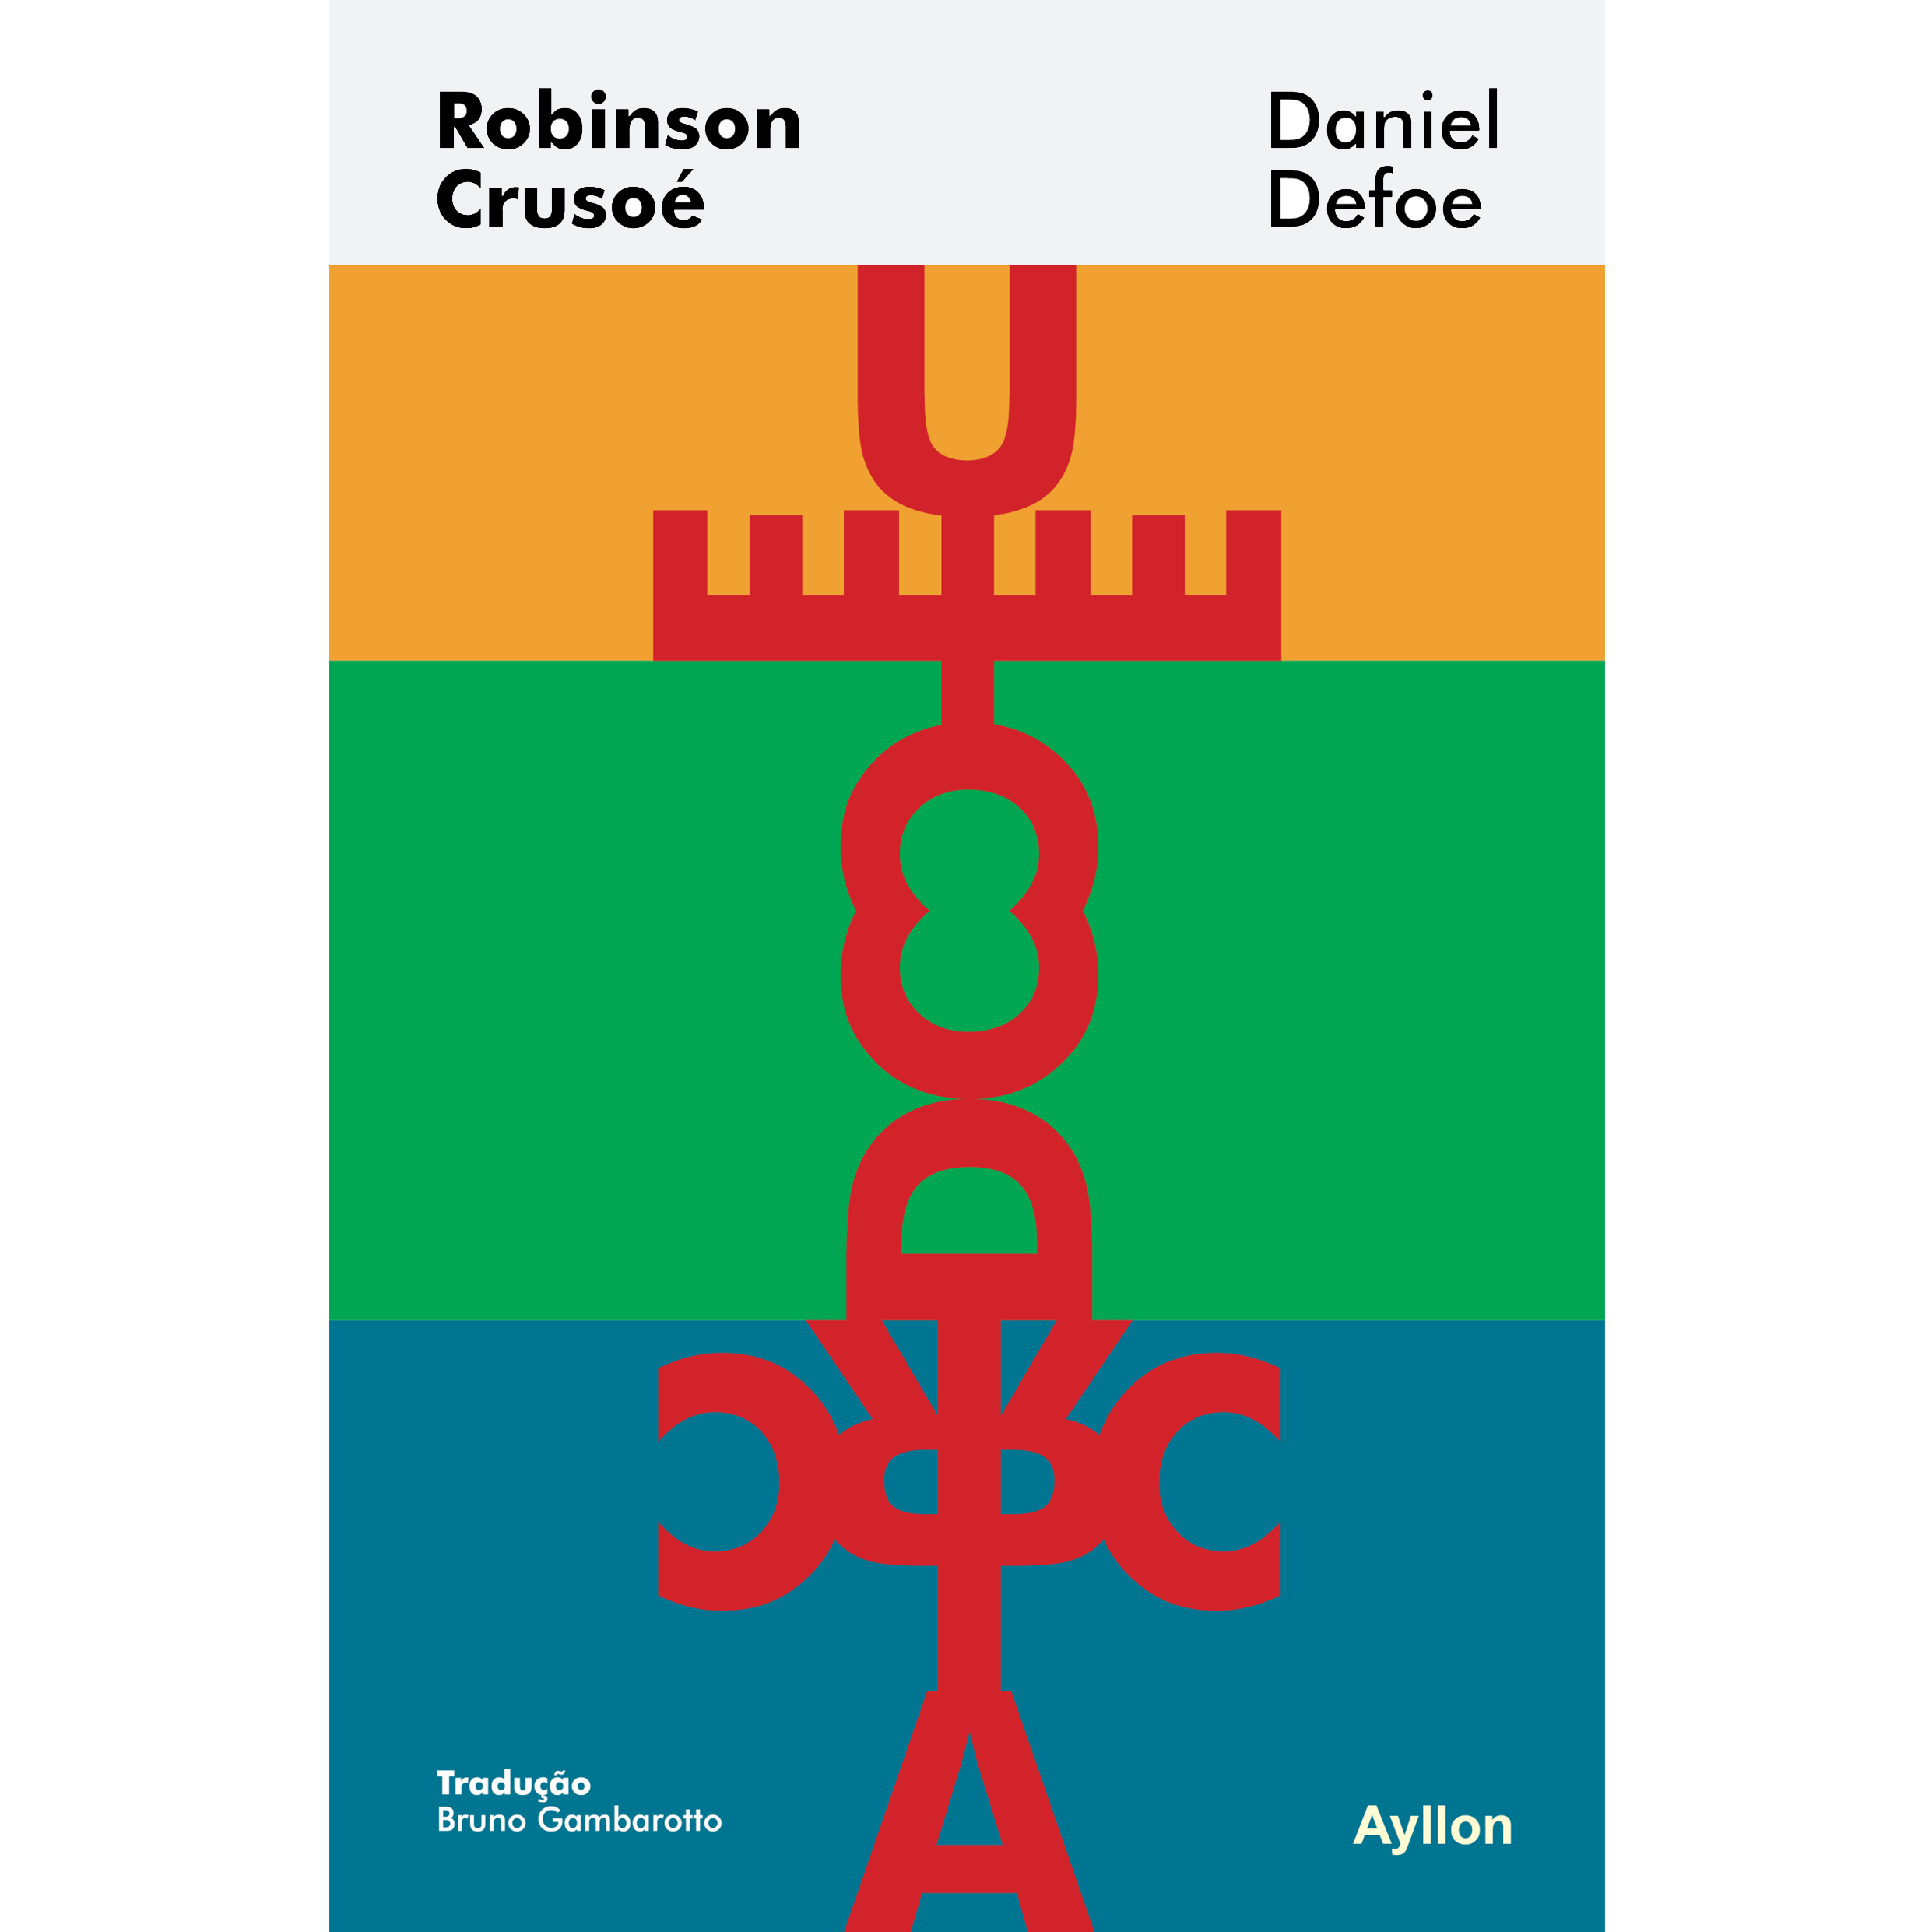 Robinson
Crusoé
Daniel
Defoe
Tradução
Bruno Gambarotto
Ayllon